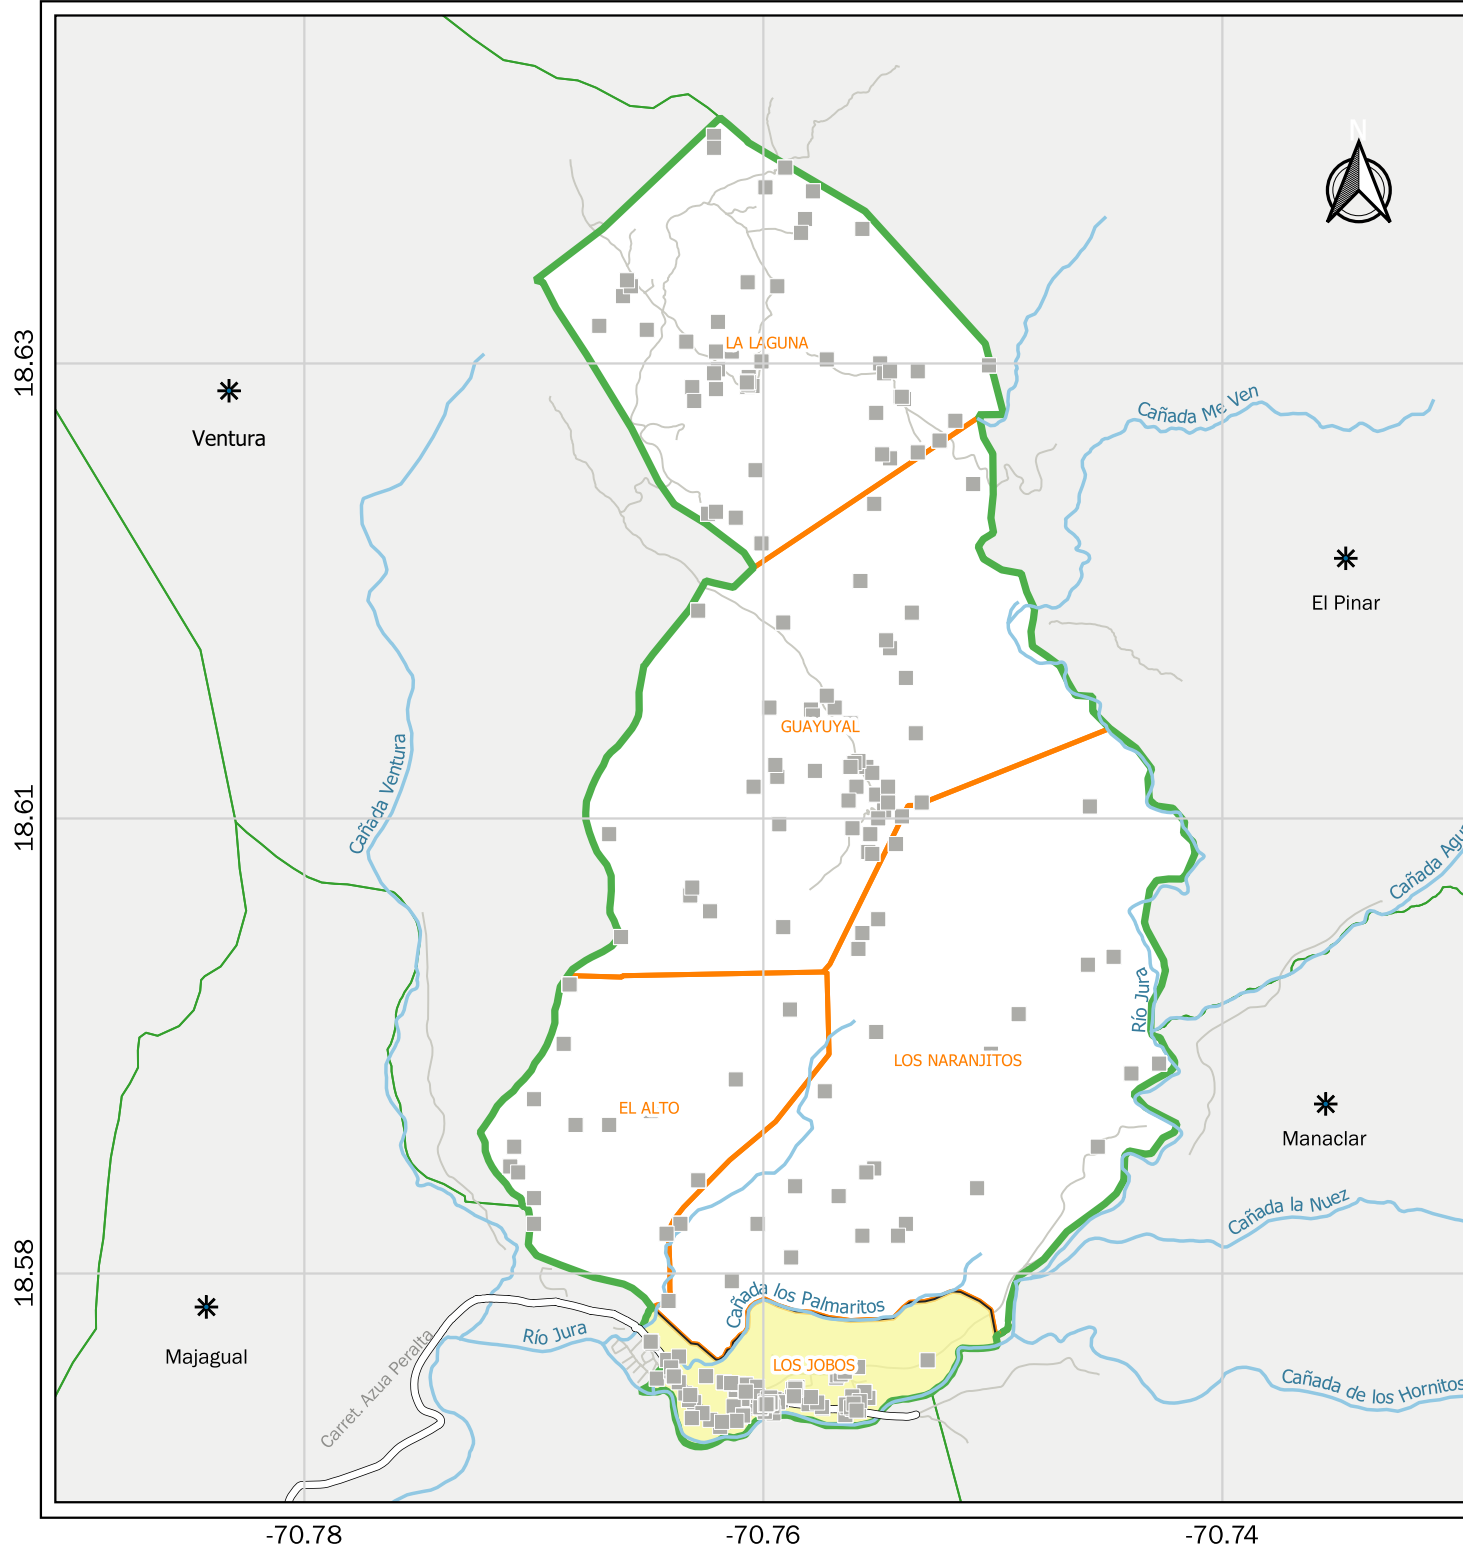 N
18.63
LA LAGUNA
Cañada Me Ven
Ventura
El Pinar
GUAYUYAL
Cañada Ventura
18.61
Cañada
Río Jura
LOS NARANJITOS
EL ALTO
Manaclar
Cañada la Nuez
18.58
Cañada los Palmaritos
Río Jura
Majagual
Carret. Azua Peralta
LOS JOBOS
Cañada de los Hornitos
-70.78
-70.76
-70.74